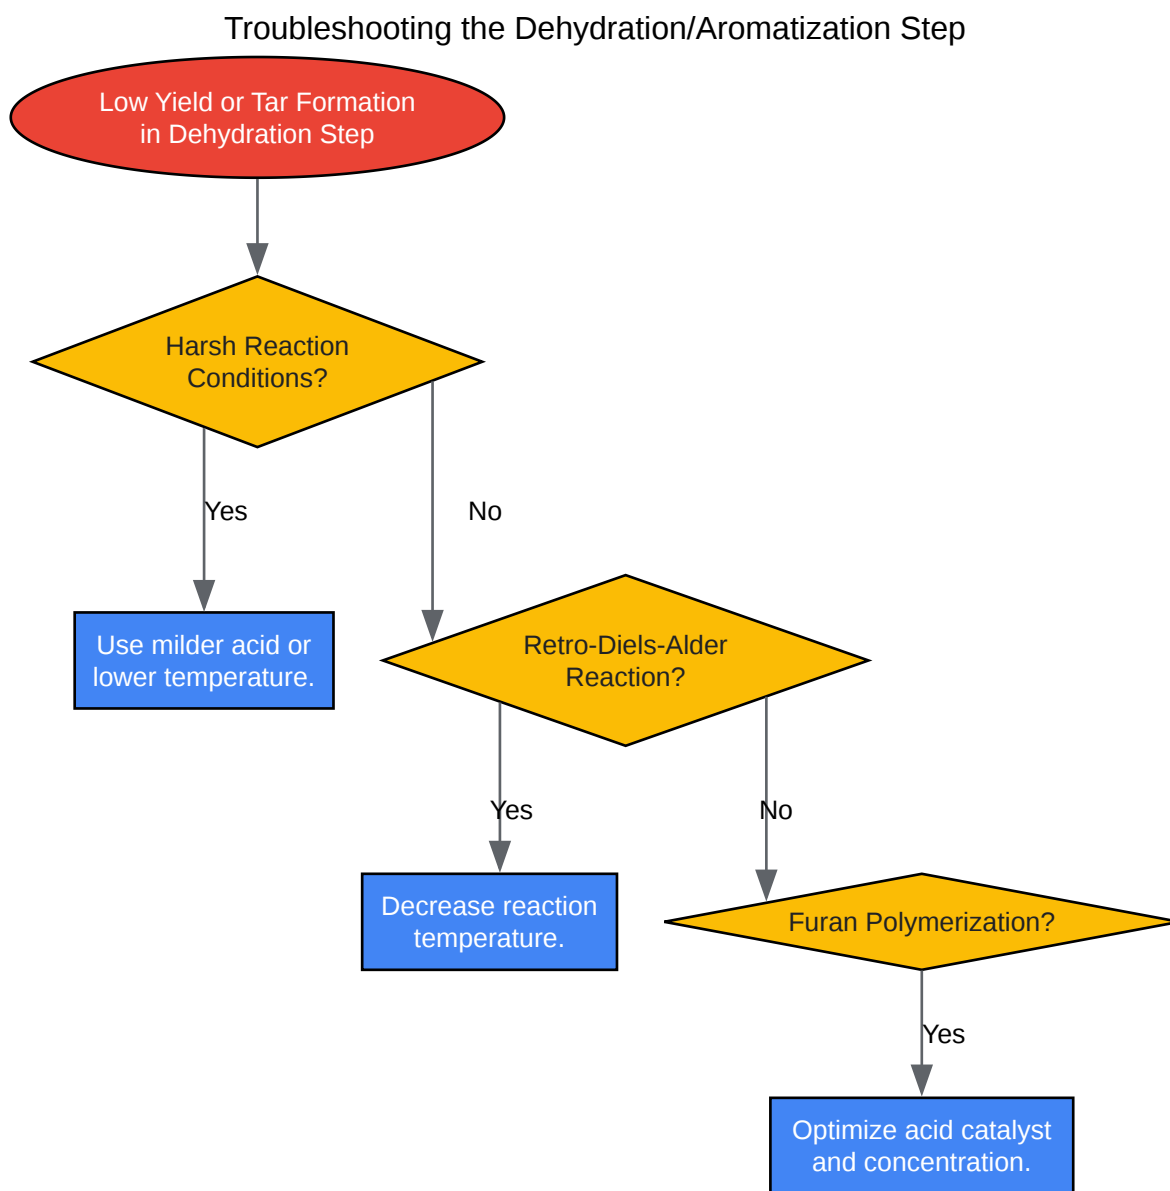 Troubleshooting the Dehydration/Aromatization Step
Low Yield or Tar Formation
in Dehydration Step
Harsh Reaction
Conditions?
Yes
No
Use milder acid or
lower temperature.
Retro-Diels-Alder
Reaction?
Yes
No
Decrease reaction
temperature.
Furan Polymerization?
Yes
Optimize acid catalyst
and concentration.